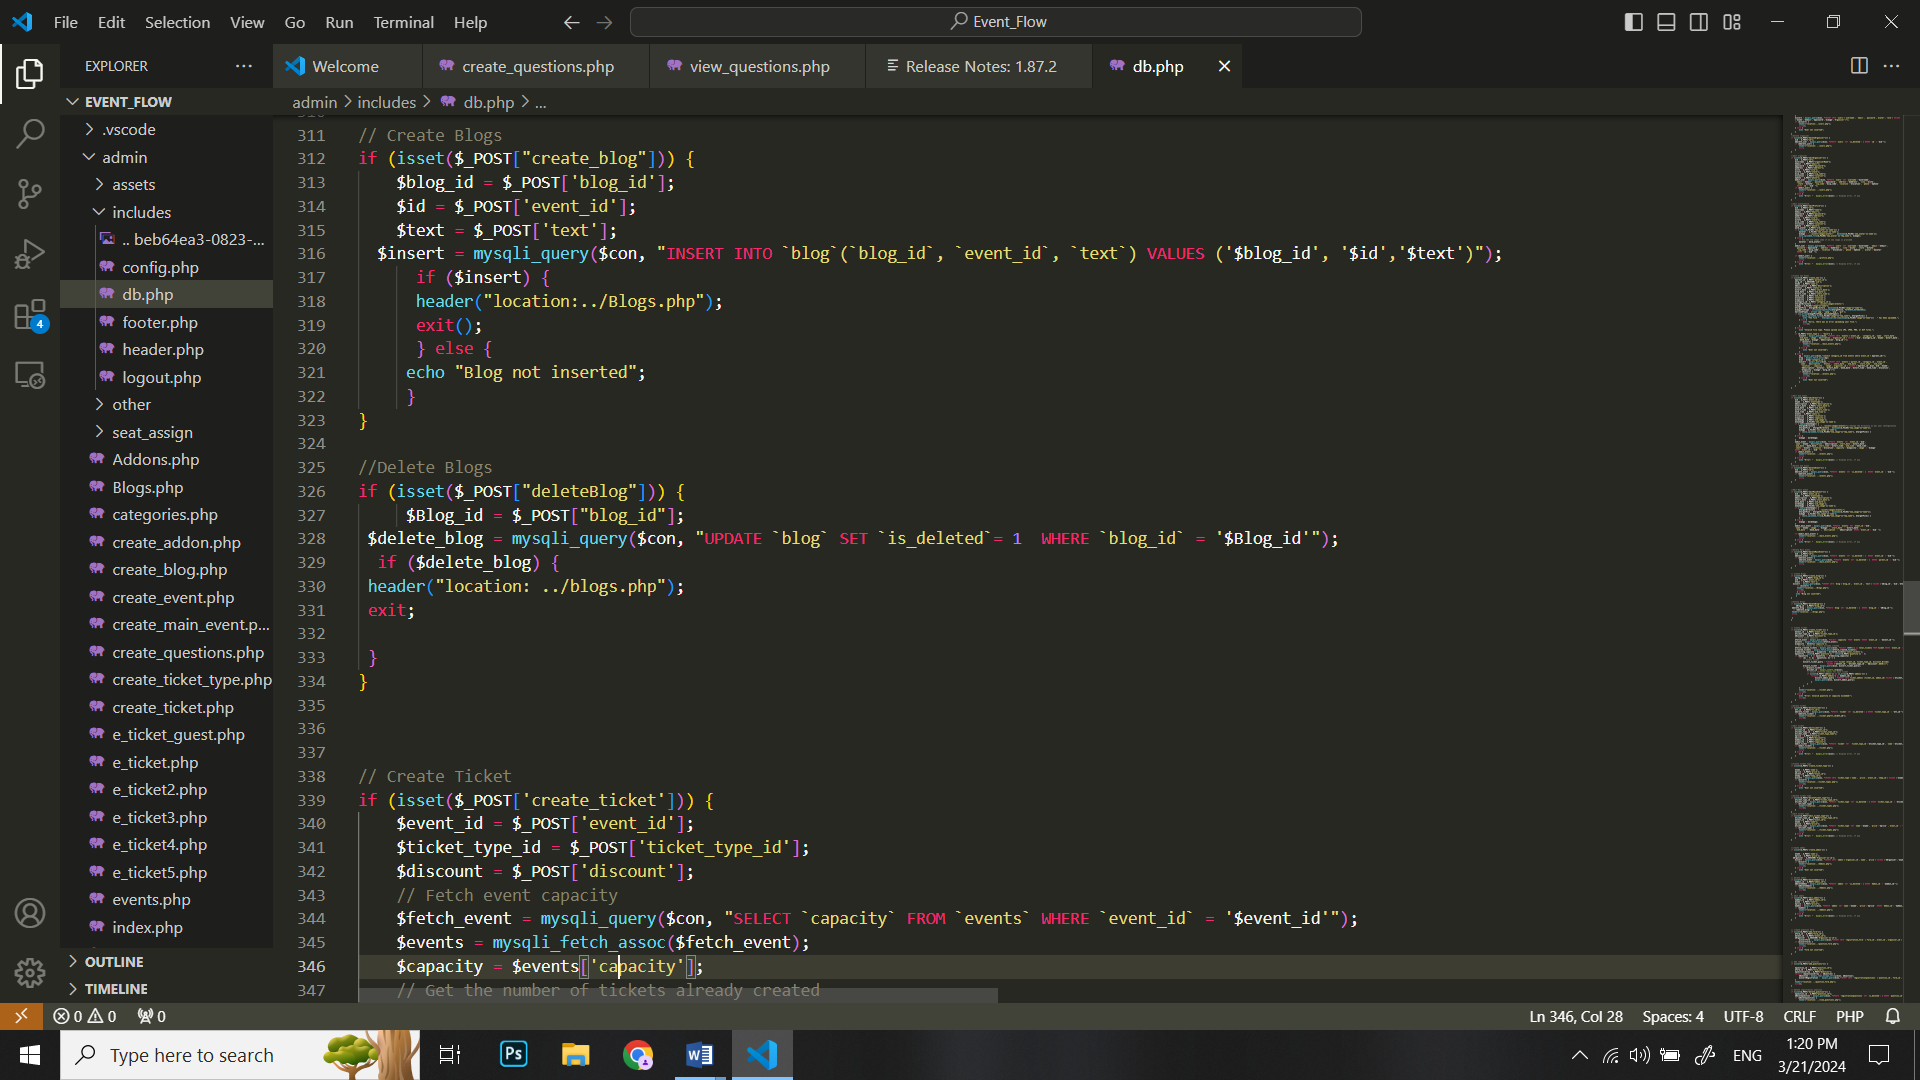 File Edit Selection View Go Run Terminal Help
Event_Flow
EXPLORER
Welcome
create_questions.php
view_questions.php
Release Notes: 1.87.2
db.php
EVENT_FLOW
admin > includes > db.php > ...
.vscode
admin
assets
includes
.. beb64ea3-0823-...
config.php
db.php
footer.php
header.php
logout.php
other
seat_assign
Addons.php
Blogs.php
categories.php
create_addon.php
create_blog.php
create_event.php
create_main_event.p...
create_questions.php
create_ticket_type.php
create_ticket.php
e_ticket_guest.php
e_ticket.php
e_ticket2.php
e_ticket3.php
e_ticket4.php
e_ticket5.php
events.php
index.php
OUTLINE
TIMELINE
4
311 // Create Blogs
312 if (isset($_POST["create_blog"])) {
313 $blog_id = $_POST['blog_id'];
314 $id = $_POST['event_id'];
315 $text = $_POST['text'];
316 $insert = mysqli_query($con, "INSERT INTO `blog`(`blog_id`, `event_id`, `text`) VALUES ('$blog_id', '$id','$text')");
317 if ($insert) {
318 header("location:../Blogs.php");
319 exit();
320 } else {
321 echo "Blog not inserted";
322 }
323 }
324
325 //Delete Blogs
326 if (isset($_POST["deleteBlog"])) {
327 $Blog_id = $_POST["blog_id"];
328 $delete_blog = mysqli_query($con, "UPDATE `blog` SET `is_deleted`= 1  WHERE `blog_id` = '$Blog_id'");
329 if ($delete_blog) {
330 header("location: ../blogs.php");
331 exit;
332
333 }
334 }
335
336
337
338 // Create Ticket
339 if (isset($_POST['create_ticket'])) {
340 $event_id = $_POST['event_id'];
341 $ticket_type_id = $_POST['ticket_type_id'];
342 $discount = $_POST['discount'];
343 // Fetch event capacity
344 $fetch_event = mysqli_query($con, "SELECT `capacity` FROM `events` WHERE `event_id` = '$event_id'");
345 $events = mysqli_fetch_assoc($fetch_event);
346 $capacity = $events['capacity'];
347 // Get the number of tickets already created
0 0 0
Ln 346, Col 28 Spaces: 4 UTF-8 CRLF PHP
Type here to search
Ps
ENG
1:20 PM
3/21/2024